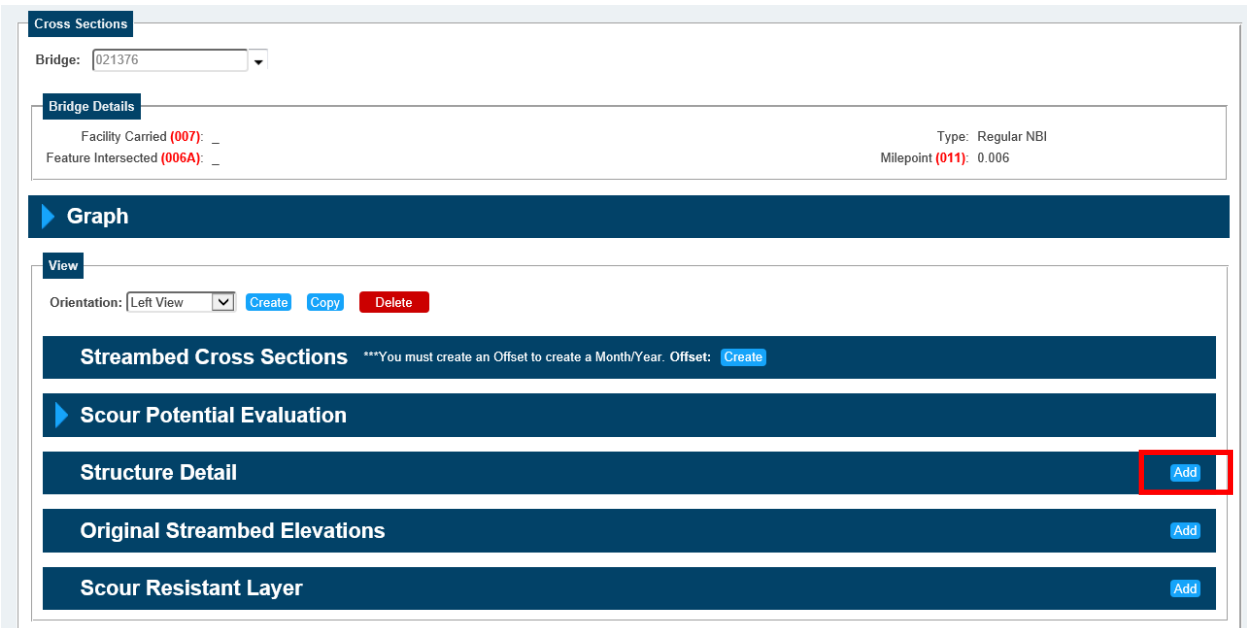 Cross Sections
Bridge: 021376
Bridge Details
Facility Carried (007): _ Type: Regular NBI
Feature Intersected (006A): _ Milepoint (011): 0.006
Graph
View
Orientation: Left View Create Copy Delete
Streambed Cross Sections ***You must create an Offset to create a Month/Year. Offset: Create
Scour Potential Evaluation
Structure Detail Add
Original Streambed Elevations Add
Scour Resistant Layer Add